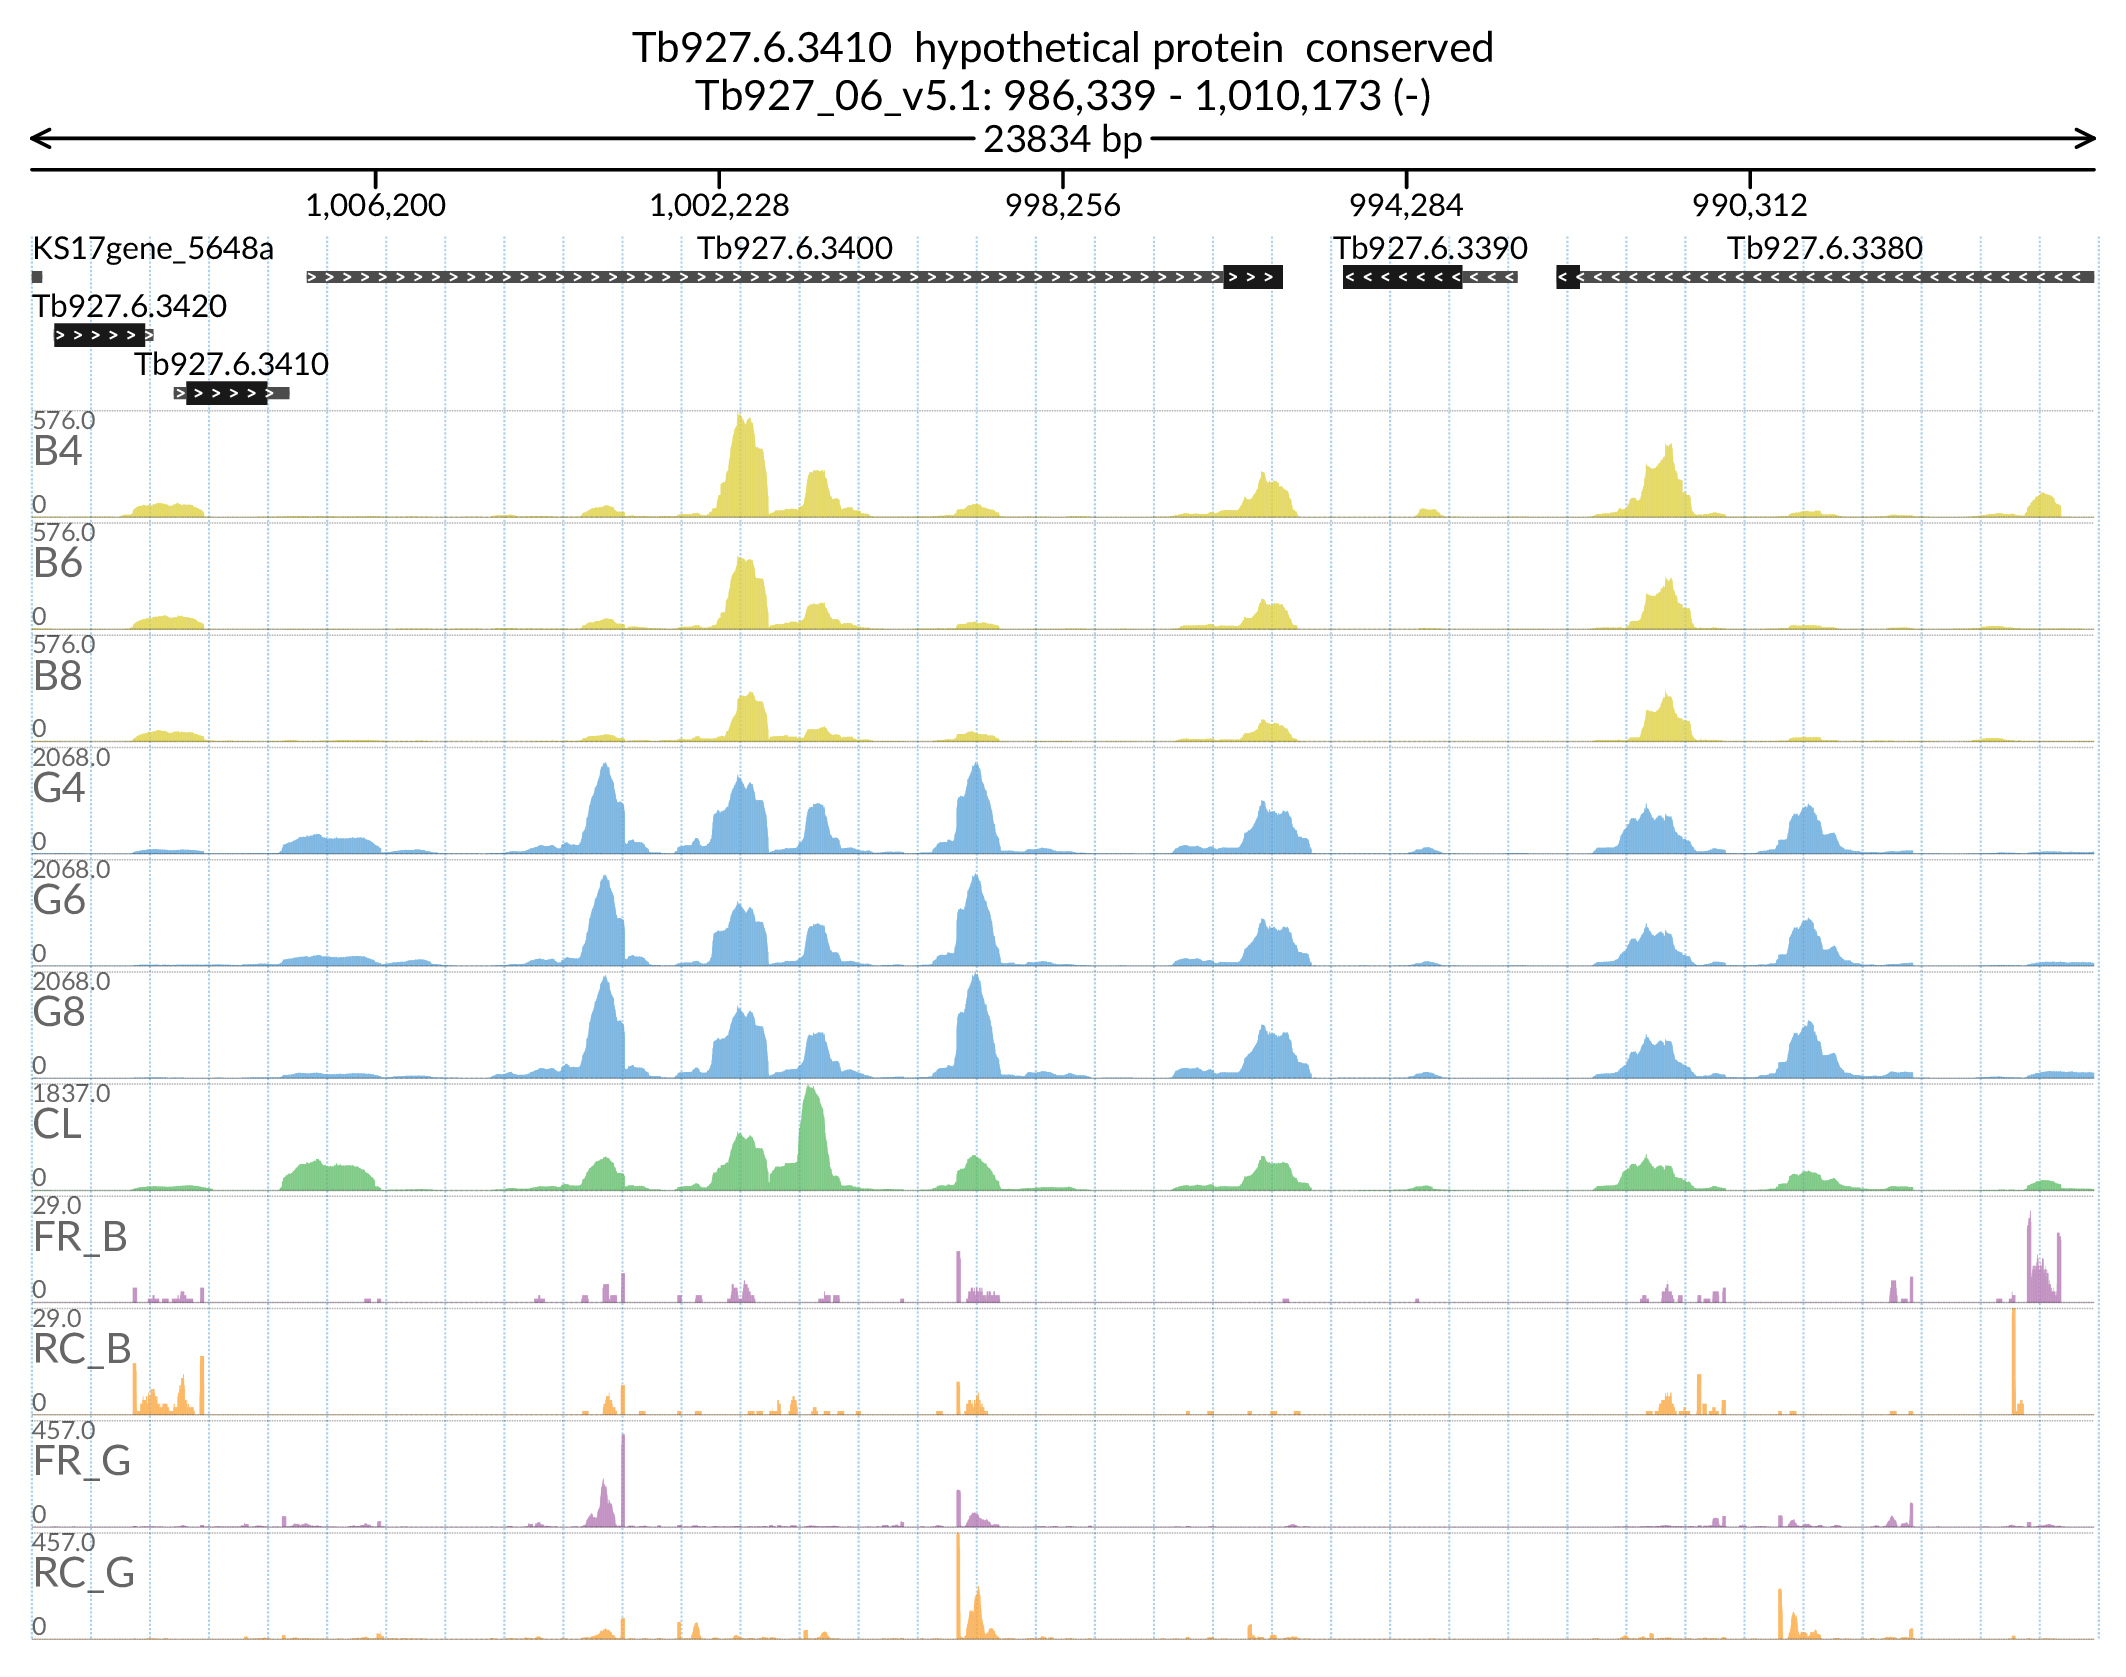 Tb927.6.3410  hypothetical protein  conserved
Tb927_06_v5.1: 986,339 - 1,010,173 (-)
23834 bp
1,006,200 1,002,228 998,256 994,284 990,312
KS17gene_5648a Tb927.6.3400 Tb927.6.3390 Tb927.6.3380
Tb927.6.3420
Tb927.6.3410
576.0
B4
0
576.0
B6
0
576.0
B8
0
2068.0
G4
0
2068.0
G6
0
2068.0
G8
0
1837.0
CL
0
29.0
FR_B
0
29.0
RC_B
0
457.0
FR_G
0
457.0
RC_G
0